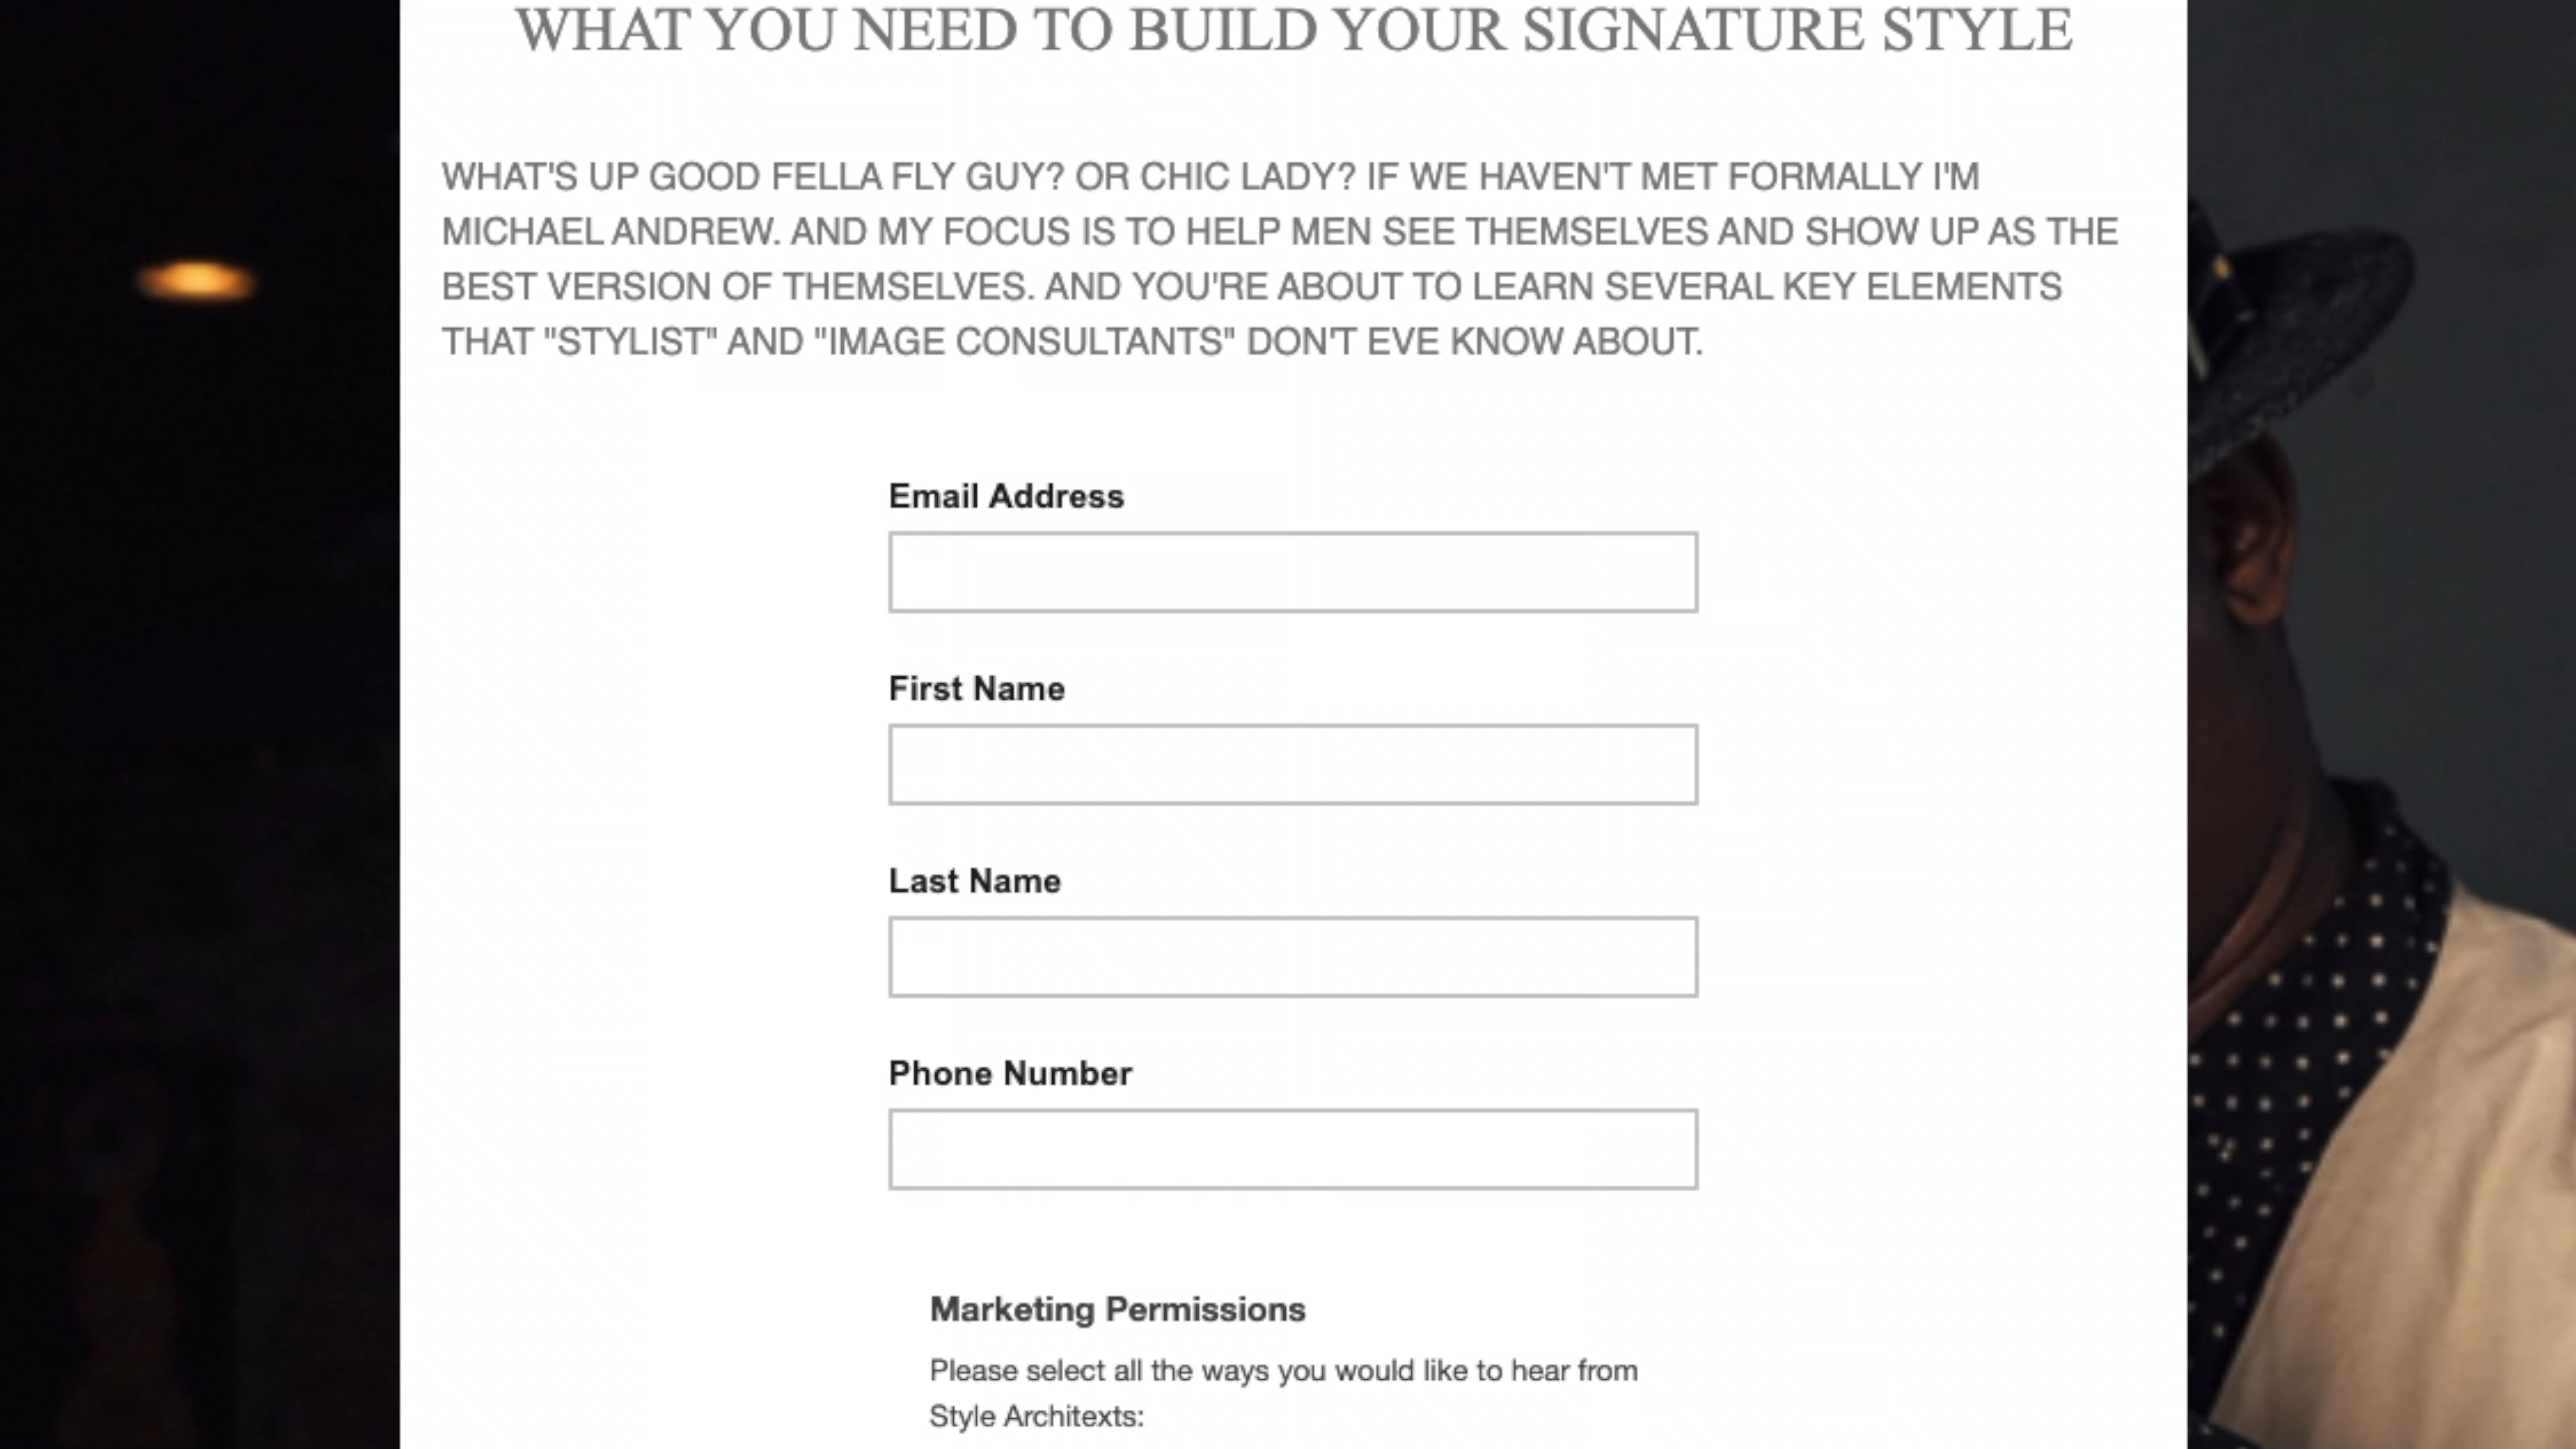 WHAT YOU NEED TO BUILD YOUR SIGNATURE STYLE
WHAT'S UP GOOD FELLA FLY GUY? OR CHIC LADY? IF WE HAVEN'T MET FORMALLY I'M
MICHAEL ANDREW. AND MY FOCUS IS TO HELP MEN SEE THEMSELVES AND SHOW UP AS THE
BEST VERSION OF THEMSELVES. AND YOU'RE ABOUT TO LEARN SEVERAL KEY ELEMENTS
THAT "STYLIST" AND "IMAGE CONSULTANTS" DON'T EVE KNOW ABOUT.
Email Address
First Name
Last Name
Phone Number
Marketing Permissions
Please select all the ways you would like to hear from
Style Architexts: